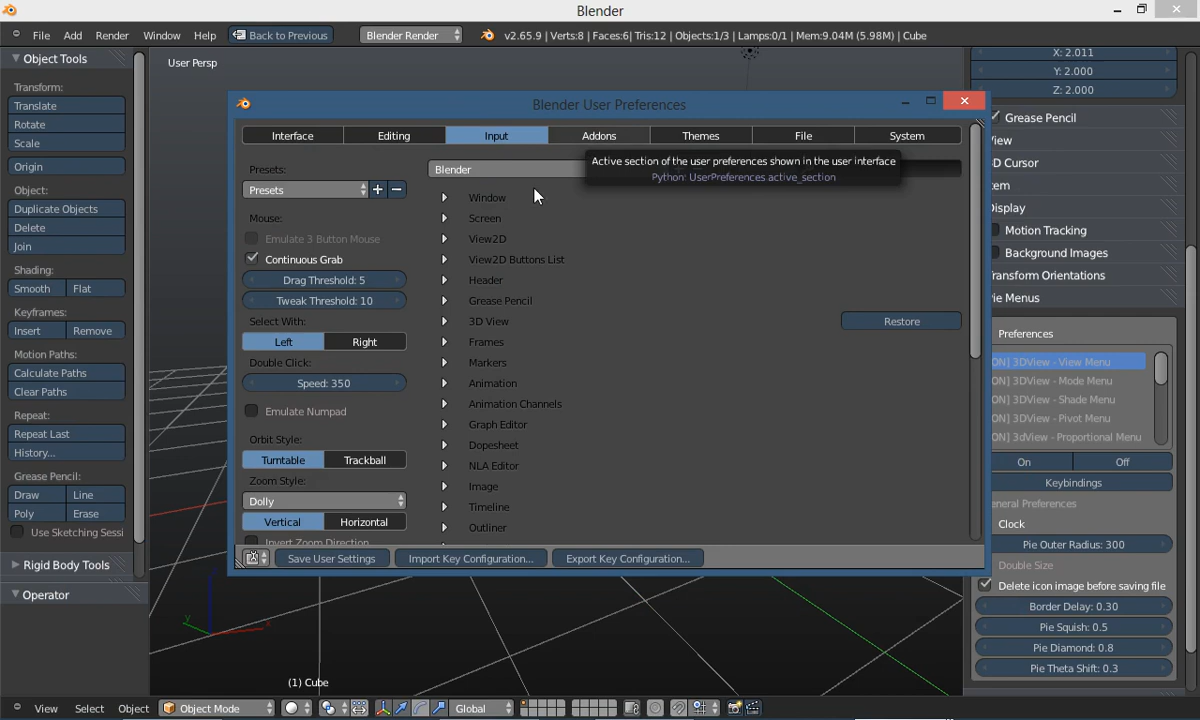 Blender
File Add Render Window Help Back to Previous Blender Render v2.65.9 | Verts:8 | Faces:6| Tris:12 | Objects:1/3 | Lamps:0/1 | Mem:9.04M (5.98M) | Cube
Object Tools
Transform:
Translate
Rotate
Scale
Origin
Object:
Duplicate Objects
Delete
Join
Shading:
Smooth Flat
Keyframes:
Insert Remove
Motion Paths:
Calculate Paths
Clear Paths
Repeat:
Repeat Last
History...
Grease Pencil:
Draw Line
Poly Erase
Use Sketching Sessi
Rigid Body Tools
Operator
User Persp
Blender User Preferences
Interface Editing Input Addons Themes File System
Active section of the user preferences shown in the user interface
Python: UserPreferences.active_section
Presets:
Presets
Mouse:
Emulate 3 Button Mouse
Continuous Grab
Drag Threshold: 5
Tweak Threshold: 10
Select With:
Left Right
Double Click:
Speed: 350
Emulate Numpad
Orbit Style:
Turntable Trackball
Zoom Style:
Dolly
Vertical Horizontal
Invert Zoom Direction
Blender
Window
Screen
View2D
View2D Buttons List
Header
Grease Pencil
3D View
Restore
Frames
Markers
Animation
Animation Channels
Graph Editor
Dopesheet
NLA Editor
Image
Timeline
Outliner
Save User Settings Import Key Configuration... Export Key Configuration...
X: 2.011
Y: 2.000
Z: 2.000
Grease Pencil
iew
D Cursor
tem
isplay
Motion Tracking
Background Images
ransform Orientations
ie Menus
Preferences
ON] 3DView - View Menu
ON] 3DView - Mode Menu
ON] 3DView - Shade Menu
ON] 3DView - Pivot Menu
ON] 3dView - Proportional Menu
On Off
Keybindings
eneral Preferences
Clock
Pie Outer Radius: 300
Double Size
Delete icon image before saving file
Border Delay: 0.30
Pie Squish: 0.5
Pie Diamond: 0.8
Pie Theta Shift: 0.3
z
y
x
(1) Cube
View Select Object Object Mode Global